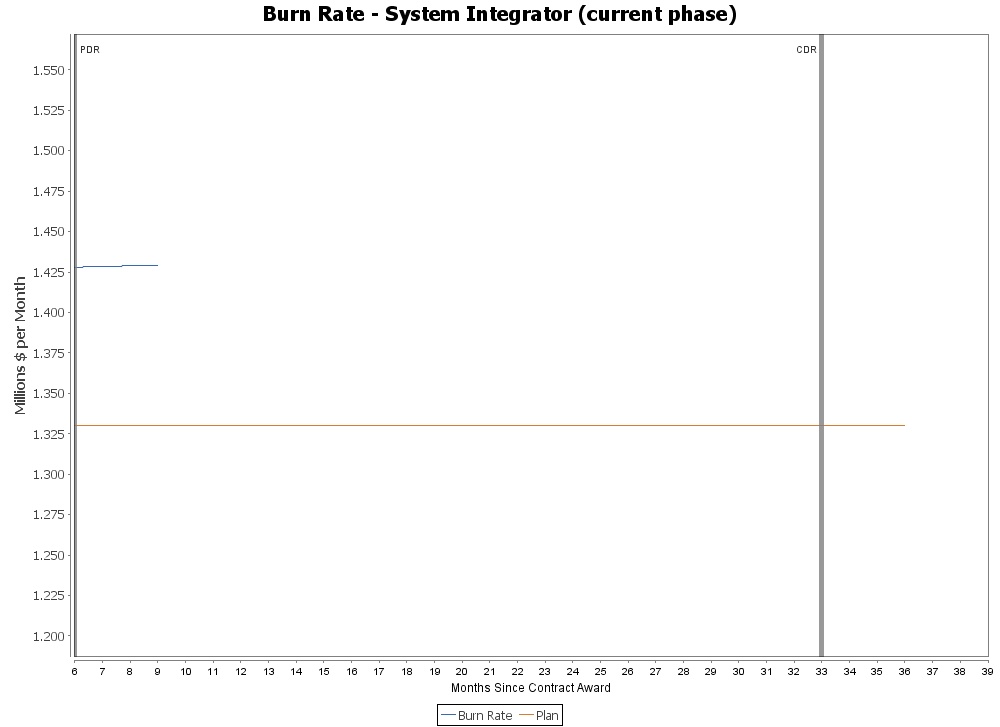 Burn Rate - System Integrator (current phase)
PDR
CDR
1.550
1.525
1.500
1.475
1.450
1.425
1.400
1.375
1.350
1.325
1.300
1.275
1.250
1.225
1.200
Millions $ per Month
6 7 8 9 10 11 12 13 14 15 16 17 18 19 20 21 22 23 24 25 26 27 28 29 30 31 32 33 34 35 36 37 38 39
Months Since Contract Award
Burn Rate Plan